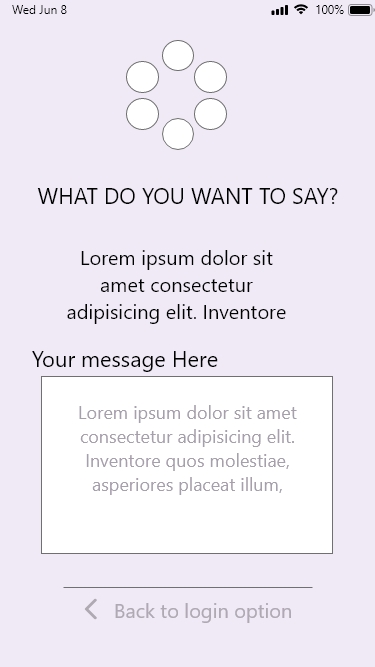 Wed Jun 8 100%
WHAT DO YOU WANT TO SAY?
Lorem ipsum dolor sit
amet consectetur
adipisicing elit. Inventore
Your message Here
Lorem ipsum dolor sit amet
consectetur adipisicing elit.
Inventore quos molestiae,
asperiores placeat illum,
Back to login option